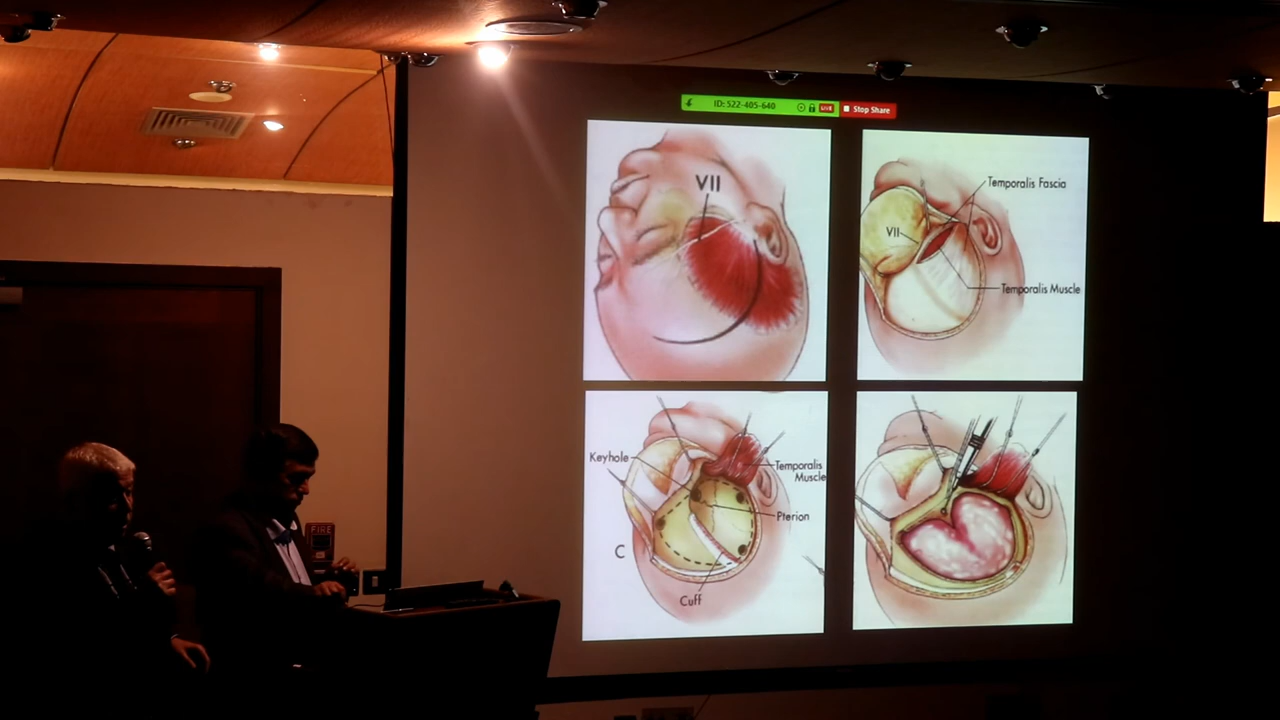 ID: 522-405-640
LIVE
Stop Share
VII
Temporalis Fascia
VII
Temporalis Muscle
Keyhole
Temporalis
Muscle
Pterion
C
Cuff
FIRE